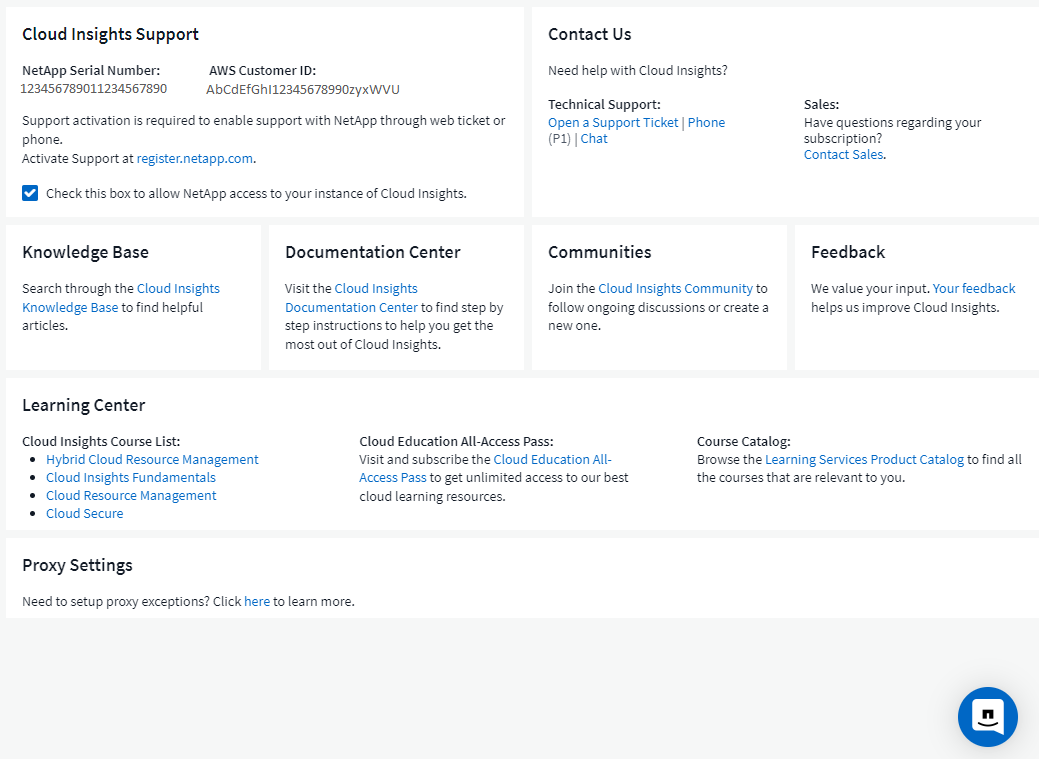 Cloud Insights Support
NetApp Serial Number:
123456789011234567890
AWS Customer ID:
AbCdEfGhI12345678990zyxWVU
Support activation is required to enable support with NetApp through web ticket or
phone.
Activate Support at register.netapp.com.
Check this box to allow NetApp access to your instance of Cloud Insights.
Contact Us
Need help with Cloud Insights?
Technical Support:
Open a Support Ticket | Phone
(P1) | Chat
Sales:
Have questions regarding your
subscription?
Contact Sales.
Knowledge Base
Search through the Cloud Insights
Knowledge Base to find helpful
articles.
Documentation Center
Visit the Cloud Insights
Documentation Center to find step by
step instructions to help you get the
most out of Cloud Insights.
Communities
Join the Cloud Insights Community to
follow ongoing discussions or create a
new one.
Feedback
We value your input. Your feedback
helps us improve Cloud Insights.
Learning Center
Cloud Insights Course List:
Hybrid Cloud Resource Management
Cloud Insights Fundamentals
Cloud Resource Management
Cloud Secure
Cloud Education All-Access Pass:
Visit and subscribe the Cloud Education All-
Access Pass to get unlimited access to our best
cloud learning resources.
Course Catalog:
Browse the Learning Services Product Catalog to find all
the courses that are relevant to you.
Proxy Settings
Need to setup proxy exceptions? Click here to learn more.